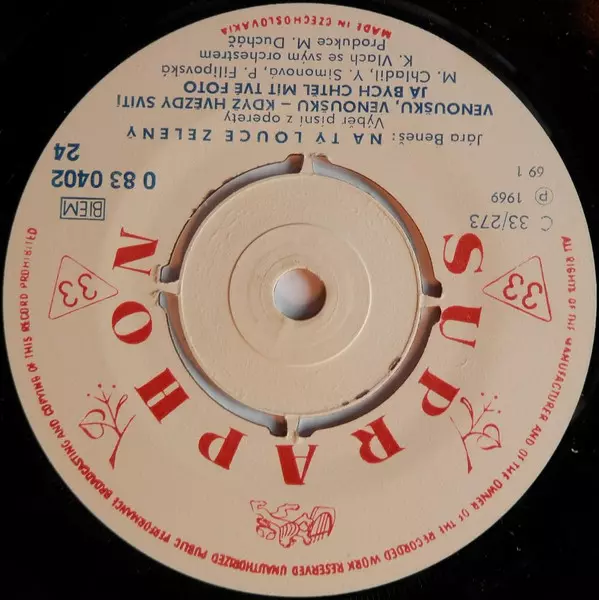 ALL RIGHTS OF THE MANUFACTURER AND OF THE OWNER OF THE RECORDED WORK RESERVED UNAUTHORIZED PUBLIC PERFORMANCE BROADCASTING AND COPYING OF THIS RECORD PROHIBITED
SUPRAPHON
33
33
C 33/273
Ⓟ 1969
69 1
BIEM
0 83 0402
24
Jára Beneš: NA TÝ LOUCE ZELENÝ
Výběr písní z operety
VENOUŠKU, VENOUŠKU – KDYŽ HVĚZDY SVÍTÍ
JÁ BYCH CHTĚL MÍT TVÉ FOTO
M. Chladil, Y. Simonová, P. Filipovská
K. Vlach se svým orchestrem
Produkce M. Ducháč
MADE IN CZECHOSLOVAKIA